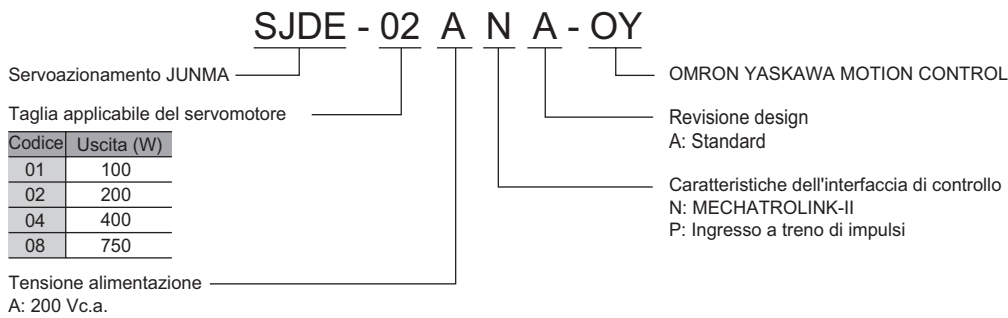 SJDE - 02 A N A - OY
Servoazionamento JUNMA
OMRON YASKAWA MOTION CONTROL
Taglia applicabile del servomotore
Revisione design
A: Standard
Codice Uscita (W)
01 100
02 200
04 400
08 750
Caratteristiche dell'interfaccia di controllo
N: MECHATROLINK-II
P: Ingresso a treno di impulsi
Tensione alimentazione
A: 200 Vc.a.